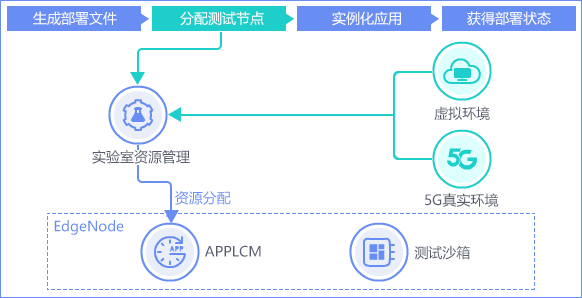 生成部署文件
分配测试节点
实例化应用
获得部署状态
虚拟环境
实验室资源管理
5G
5G真实环境
资源分配
EdgeNode
APP
APPLCM
测试沙箱